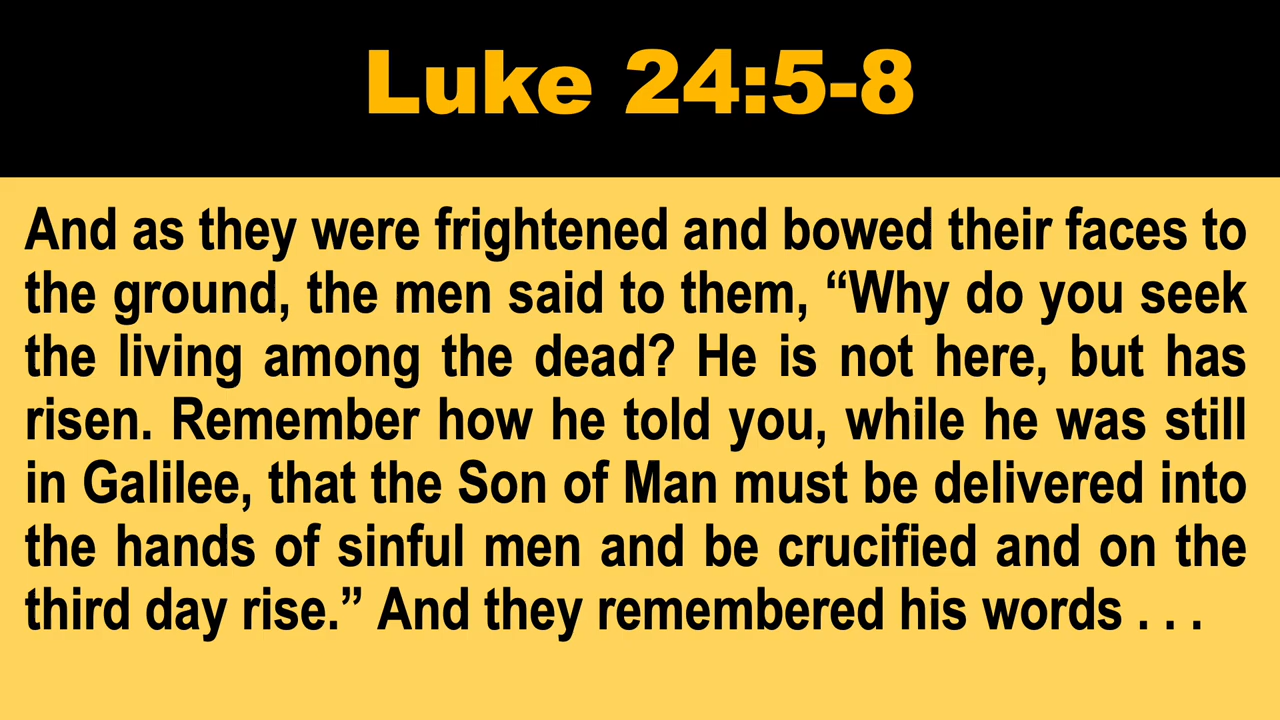 Luke 24:5-8
And as they were frightened and bowed their faces to
the ground, the men said to them, “Why do you seek
the living among the dead? He is not here, but has
risen. Remember how he told you, while he was still
in Galilee, that the Son of Man must be delivered into
the hands of sinful men and be crucified and on the
third day rise.” And they remembered his words . . .